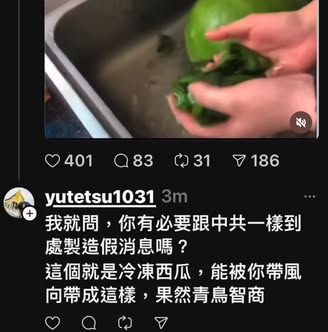 401 83 31 186
yutetsu1031 3m
我就問，你有必要跟中共一樣到
處製造假消息嗎？
這個就是冷凍西瓜，能被你帶風
向帶成這樣，果然青鳥智商